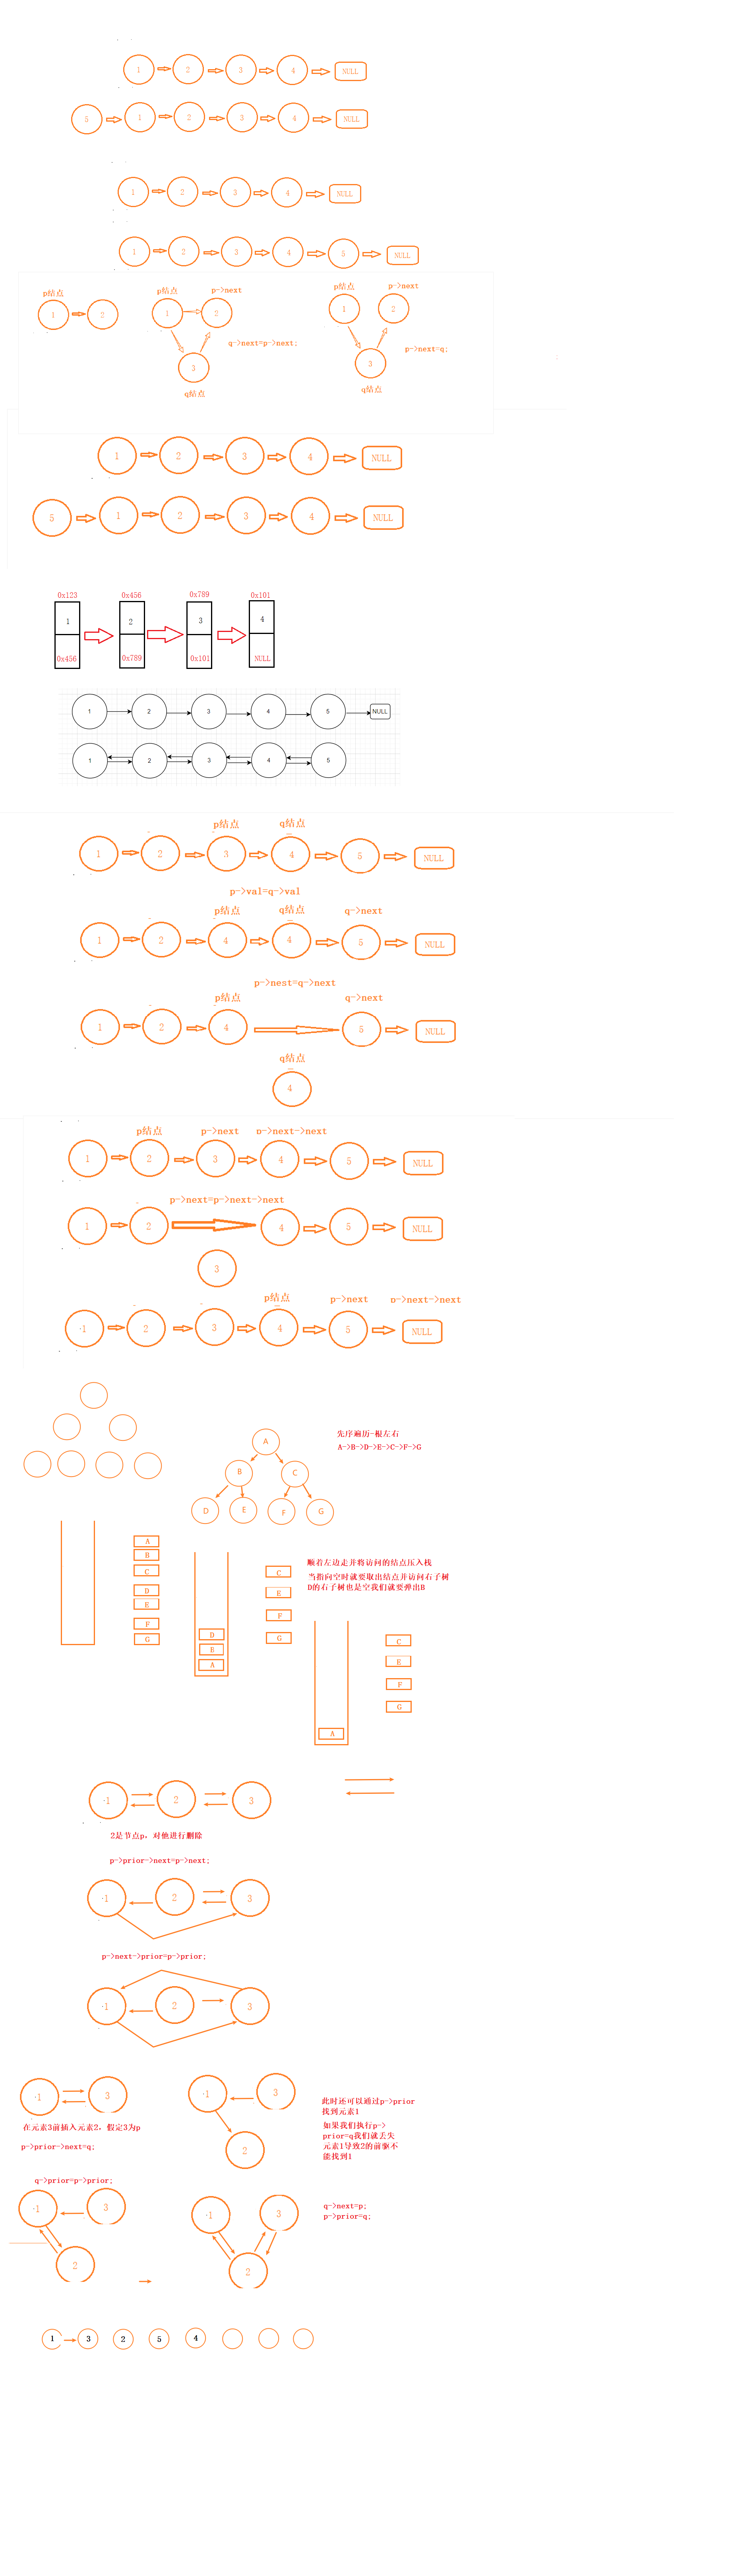 1 2 3 4 NULL
5 1 2 3 4 NULL
1 2 3 4 NULL
1 2 3 4 5 NULL
p结点 p结点 p->next p结点 p->next
1 2 1 2 1 2
q->next=p->next; p->next=q;
3 3
q结点 q结点
1 2 3 4 NULL
5 1 2 3 4 NULL
0x123 0x456 0x789 0x101
1 2 3 4
0x456 0x789 0x101 NULL
1 2 3 4 5 NULL
1 2 3 4 5
p结点 q结点
1 2 3 4 5 NULL
p->val=q->val
p结点 q结点 q->next
1 2 4 4 5 NULL
p->nest=q->next
p结点 q->next
1 2 4 5 NULL
q结点
4
p结点 p->next p->next->next
1 2 3 4 5 NULL
p->next=p->next->next
1 2 4 5 NULL
3
p结点 p->next p->next->next
·1 2 3 4 5 NULL
先序遍历-根左右
A->B->D->E->C->F->G
A
B C
D E F G
A
B
C
D
E
F
G
D
B
A
C
E
F
G
顺着左边走并将访问的结点压入栈
当指向空时就要取出结点并访问右子树
D的右子树也是空我们就要弹出B
C
E
F
G
A
·1 2 3
2是节点p，对他进行删除
p->prior->next=p->next;
·1 2 3
p->next->prior=p->prior;
·1 2 3
·1 3
在元素3前插入元素2，假定3为p
p->prior->next=q;
·1 3
2
此时还可以通过p->prior
找到元素1
如果我们执行p->
prior=q我们就丢失
元素1导致2的前驱不
能找到1
q->prior=p->prior;
·1 3
2
·1 3
2
q->next=p;
p->prior=q;
1 3 2 5 4